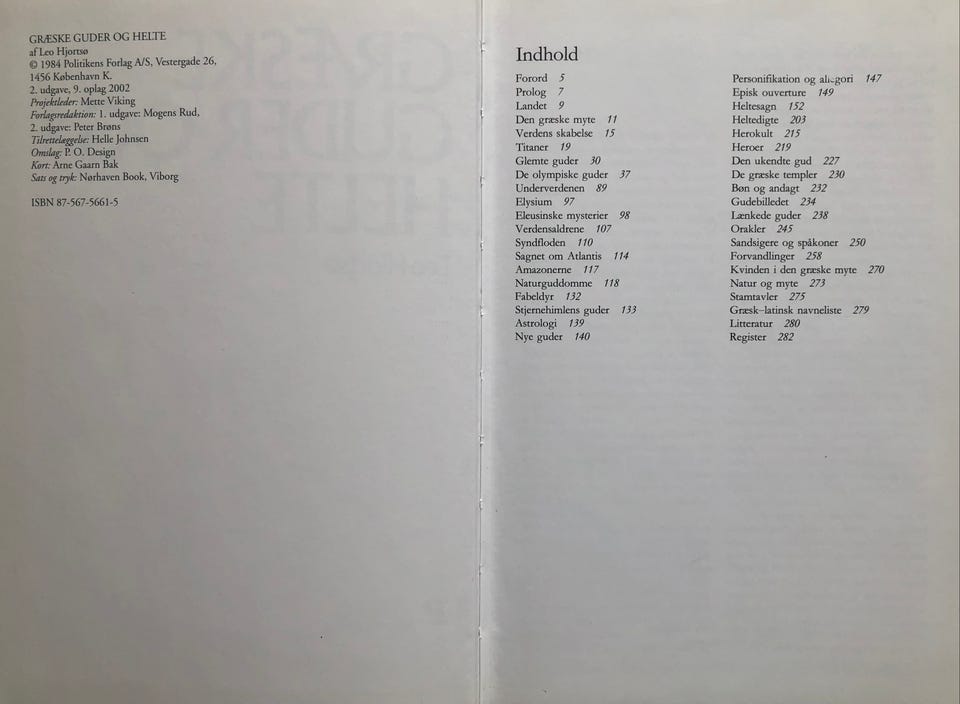 GRÆSKE GUDER OG HELTE
af Leo Hjortsø
© 1984 Politikens Forlag A/S, Vestergade 26,
1456 København K.
2. udgave, 9. oplag 2002
Projektleder: Mette Viking
Forlagsredaktion: 1. udgave: Mogens Rud,
2. udgave: Peter Brøns
Tilrettelæggelse: Helle Johnsen
Omslag: P. O. Design
Kort: Arne Gaarn Bak
Sats og tryk: Nørhaven Book, Viborg
ISBN 87-567-5661-5
Indhold
Forord 5
Prolog 7
Landet 9
Den græske myte 11
Verdens skabelse 15
Titaner 19
Glemte guder 30
De olympiske guder 37
Underverdenen 89
Elysium 97
Eleusinske mysterier 98
Verdensaldrene 107
Syndfloden 110
Sagnet om Atlantis 114
Amazonerne 117
Naturguddomme 118
Fabeldyr 132
Stjernehimlens guder 133
Astrologi 139
Nye guder 140
Personifikation og allegori 147
Episk ouverture 149
Heltesagn 152
Heltedigte 203
Herokult 215
Heroer 219
Den ukendte gud 227
De græske templer 230
Bøn og andagt 232
Gudebilledet 234
Lænkede guder 238
Orakler 245
Sandsigere og spåkoner 250
Forvandlinger 258
Kvinden i den græske myte 270
Natur og myte 273
Stamtavler 275
Græsk-latinsk navneliste 279
Litteratur 280
Register 282